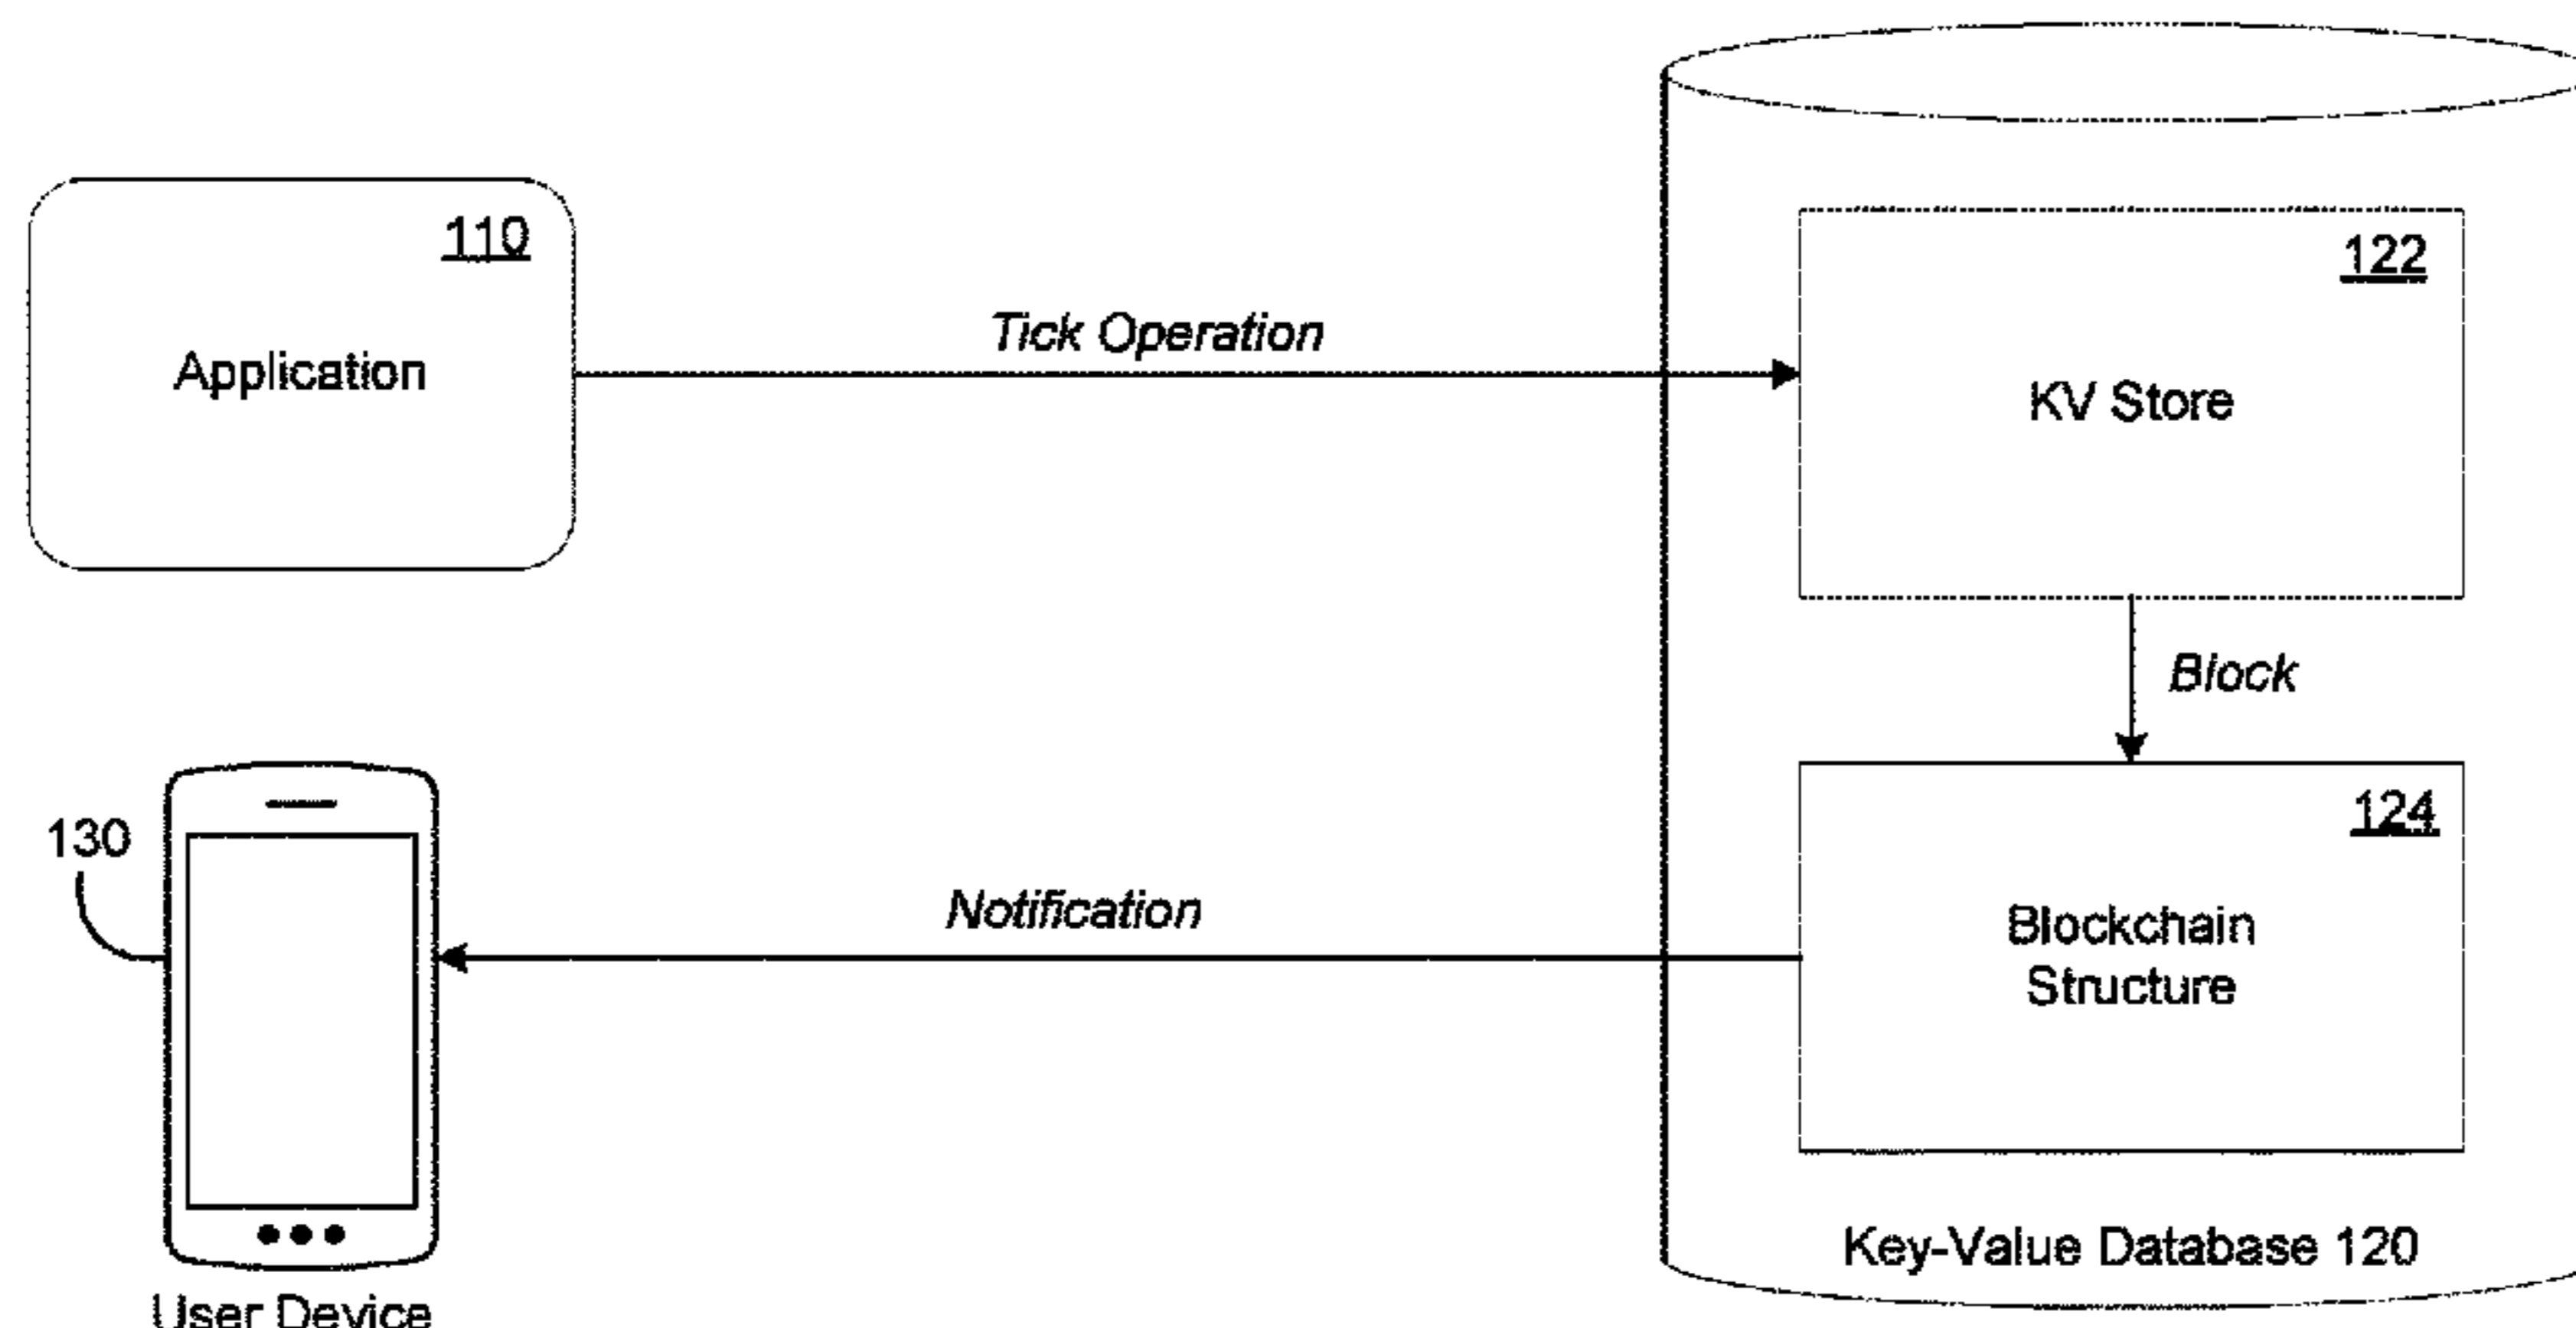 110
Application
Tick Operation
122
KV Store
Block
130
Notification
124
Blockchain
Structure
Key-Value Database 120
User Device